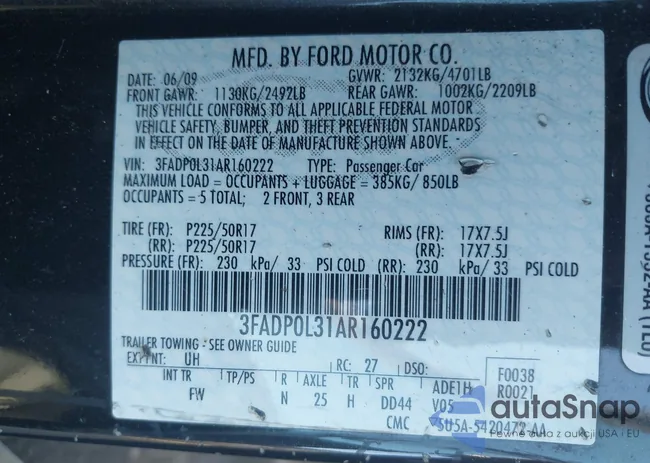 MFD. BY FORD MOTOR CO.
DATE: 06/09 GVWR: 2132KG/4701LB
FRONT GAWR: 1130KG/2492LB REAR GAWR: 1002KG/2209LB
THIS VEHICLE CONFORMS TO ALL APPLICABLE FEDERAL MOTOR
VEHICLE SAFETY, BUMPER, AND THEFT PREVENTION STANDARDS
IN EFFECT ON THE DATE OF MANUFACTURE SHOWN ABOVE.
VIN: 3FADP0L31AR160222 TYPE: Passenger Car
MAXIMUM LOAD = OCCUPANTS + LUGGAGE = 385KG/ 850LB
OCCUPANTS = 5 TOTAL; 2 FRONT, 3 REAR
TIRE (FR): P225/50R17 RIMS (FR): 17X7.5J
(RR): P225/50R17 (RR): 17X7.5J
PRESSURE (FR): 230 kPa/ 33 PSI COLD (RR): 230 kPa/ 33 PSI COLD
3FADP0L31AR160222
TRAILER TOWING - SEE OWNER GUIDE
EXT PNT: UH RC: 27 DSO: F0038
INT TR TP/PS R AXLE TR SPR ADE1H R0021
FW N 25 H DD44 V05
CMC 5U5A-5420472-AA
autoSnap
Pewne auta z aukcji USA i EU